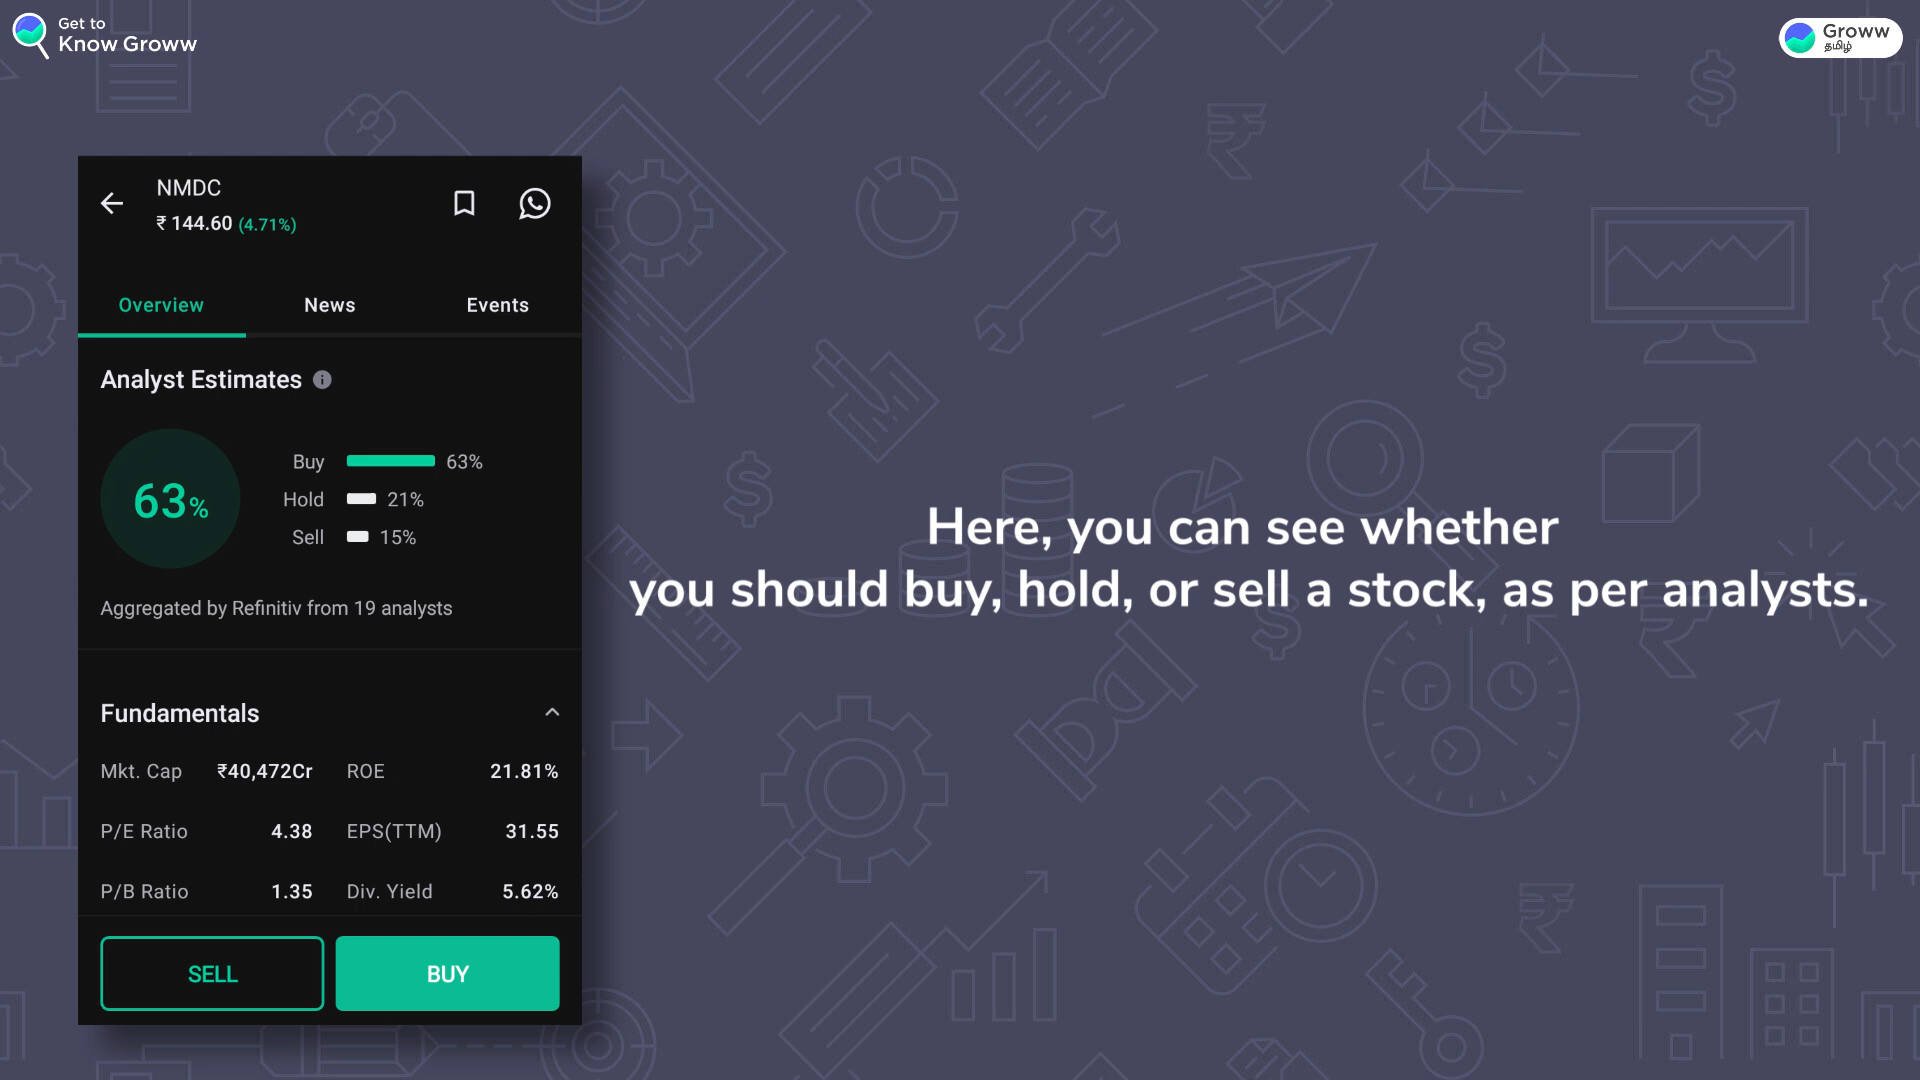 Get to
Know Groww
Groww
தமிழ்
NMDC
₹ 144.60 (4.71%)
Overview News Events
Analyst Estimates
63%
Buy 63%
Hold 21%
Sell 15%
Aggregated by Refinitiv from 19 analysts
Fundamentals
Mkt. Cap ₹40,472Cr ROE 21.81%
P/E Ratio 4.38 EPS(TTM) 31.55
P/B Ratio 1.35 Div. Yield 5.62%
SELL BUY
Here, you can see whether
you should buy, hold, or sell a stock, as per analysts.